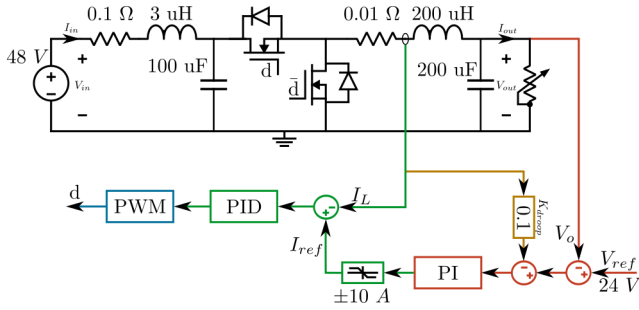 0.1 Ω 3 uH 0.01 Ω 200 uH
I_in I_out
48 V + V_in − 100 uF d d̄ 200 uF + V_out −
d PWM PID + − I_L
K_droop 0.1
I_ref V_o
±10 A PI + − − + V_ref
24 V